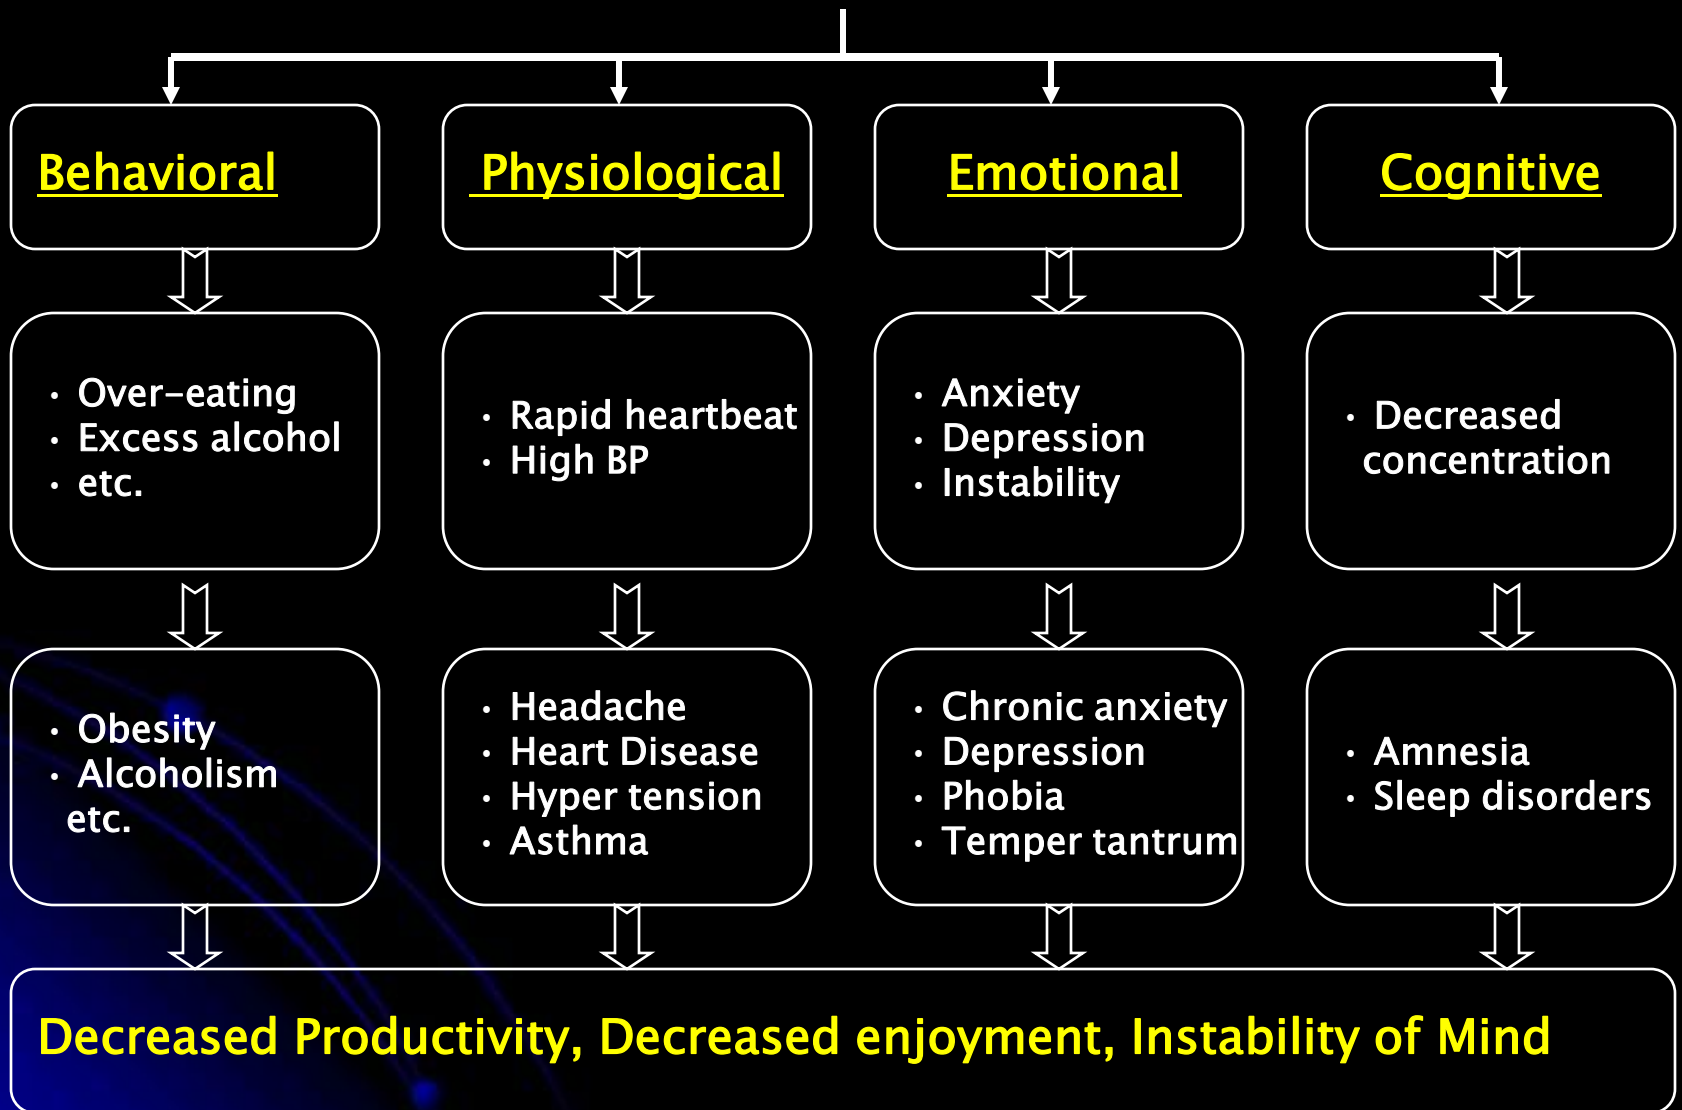 Behavioral
Physiological
Emotional
Cognitive
· Over-eating
· Excess alcohol
· etc.
· Rapid heartbeat
· High BP
· Anxiety
· Depression
· Instability
· Decreased
concentration
· Obesity
· Alcoholism
etc.
· Headache
· Heart Disease
· Hyper tension
· Asthma
· Chronic anxiety
· Depression
· Phobia
· Temper tantrum
· Amnesia
· Sleep disorders
Decreased Productivity, Decreased enjoyment, Instability of Mind